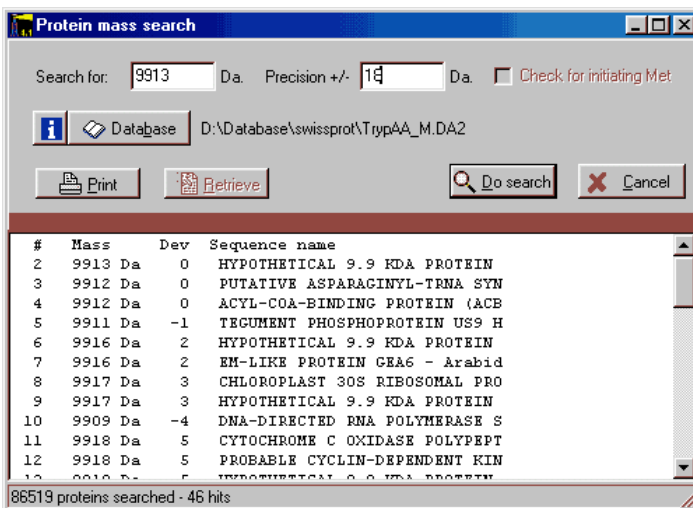 Protein mass search
Search for: 9913 Da. Precision +/- 18 Da. Check for initiating Met
Database D:\Database\swissprot\TrypAA_M.DA2
Print Retrieve Do search Cancel
# Mass Dev Sequence name
2 9913 Da 0 HYPOTHETICAL 9.9 KDA PROTEIN
3 9912 Da 0 PUTATIVE ASPARAGINYL-TRNA SYN
4 9912 Da 0 ACYL-COA-BINDING PROTEIN (ACB
5 9911 Da -1 TEGUMENT PHOSPHOPROTEIN US9 H
6 9916 Da 2 HYPOTHETICAL 9.9 KDA PROTEIN
7 9916 Da 2 EM-LIKE PROTEIN GEA6 - Arabid
8 9917 Da 3 CHLOROPLAST 30S RIBOSOMAL PRO
9 9917 Da 3 HYPOTHETICAL 9.9 KDA PROTEIN
10 9909 Da -4 DNA-DIRECTED RNA POLYMERASE S
11 9918 Da 5 CYTOCHROME C OXIDASE POLYPEPT
12 9918 Da 5 PROBABLE CYCLIN-DEPENDENT KIN
86519 proteins searched - 46 hits